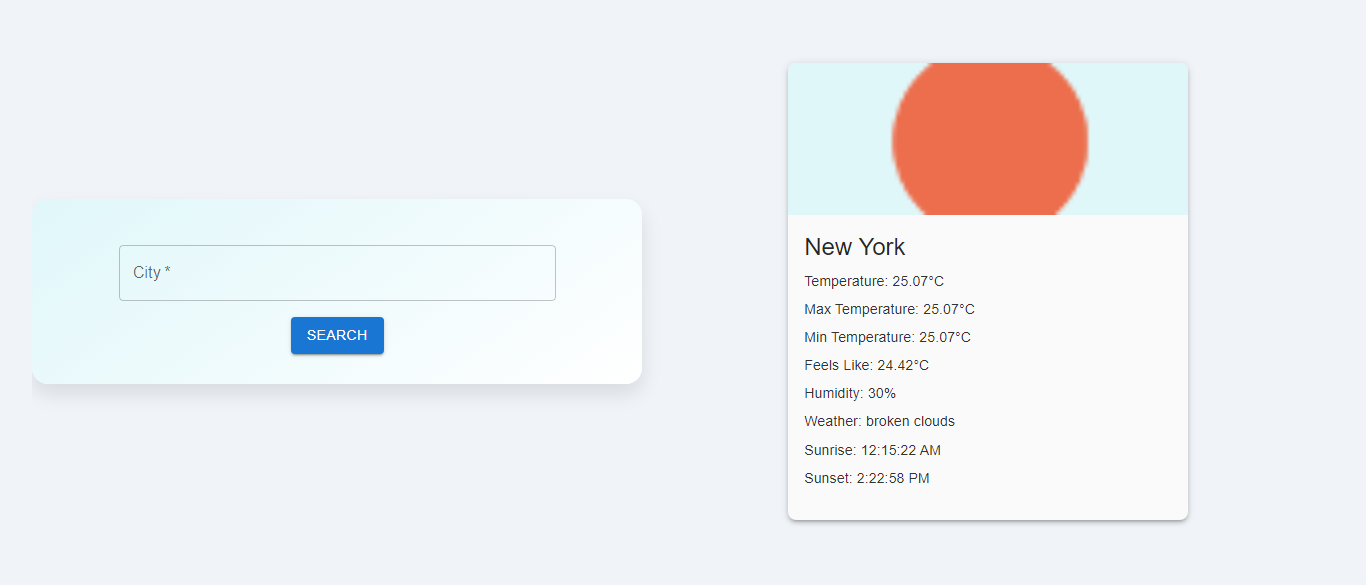 City *
SEARCH
New York
Temperature: 25.07°C
Max Temperature: 25.07°C
Min Temperature: 25.07°C
Feels Like: 24.42°C
Humidity: 30%
Weather: broken clouds
Sunrise: 12:15:22 AM
Sunset: 2:22:58 PM